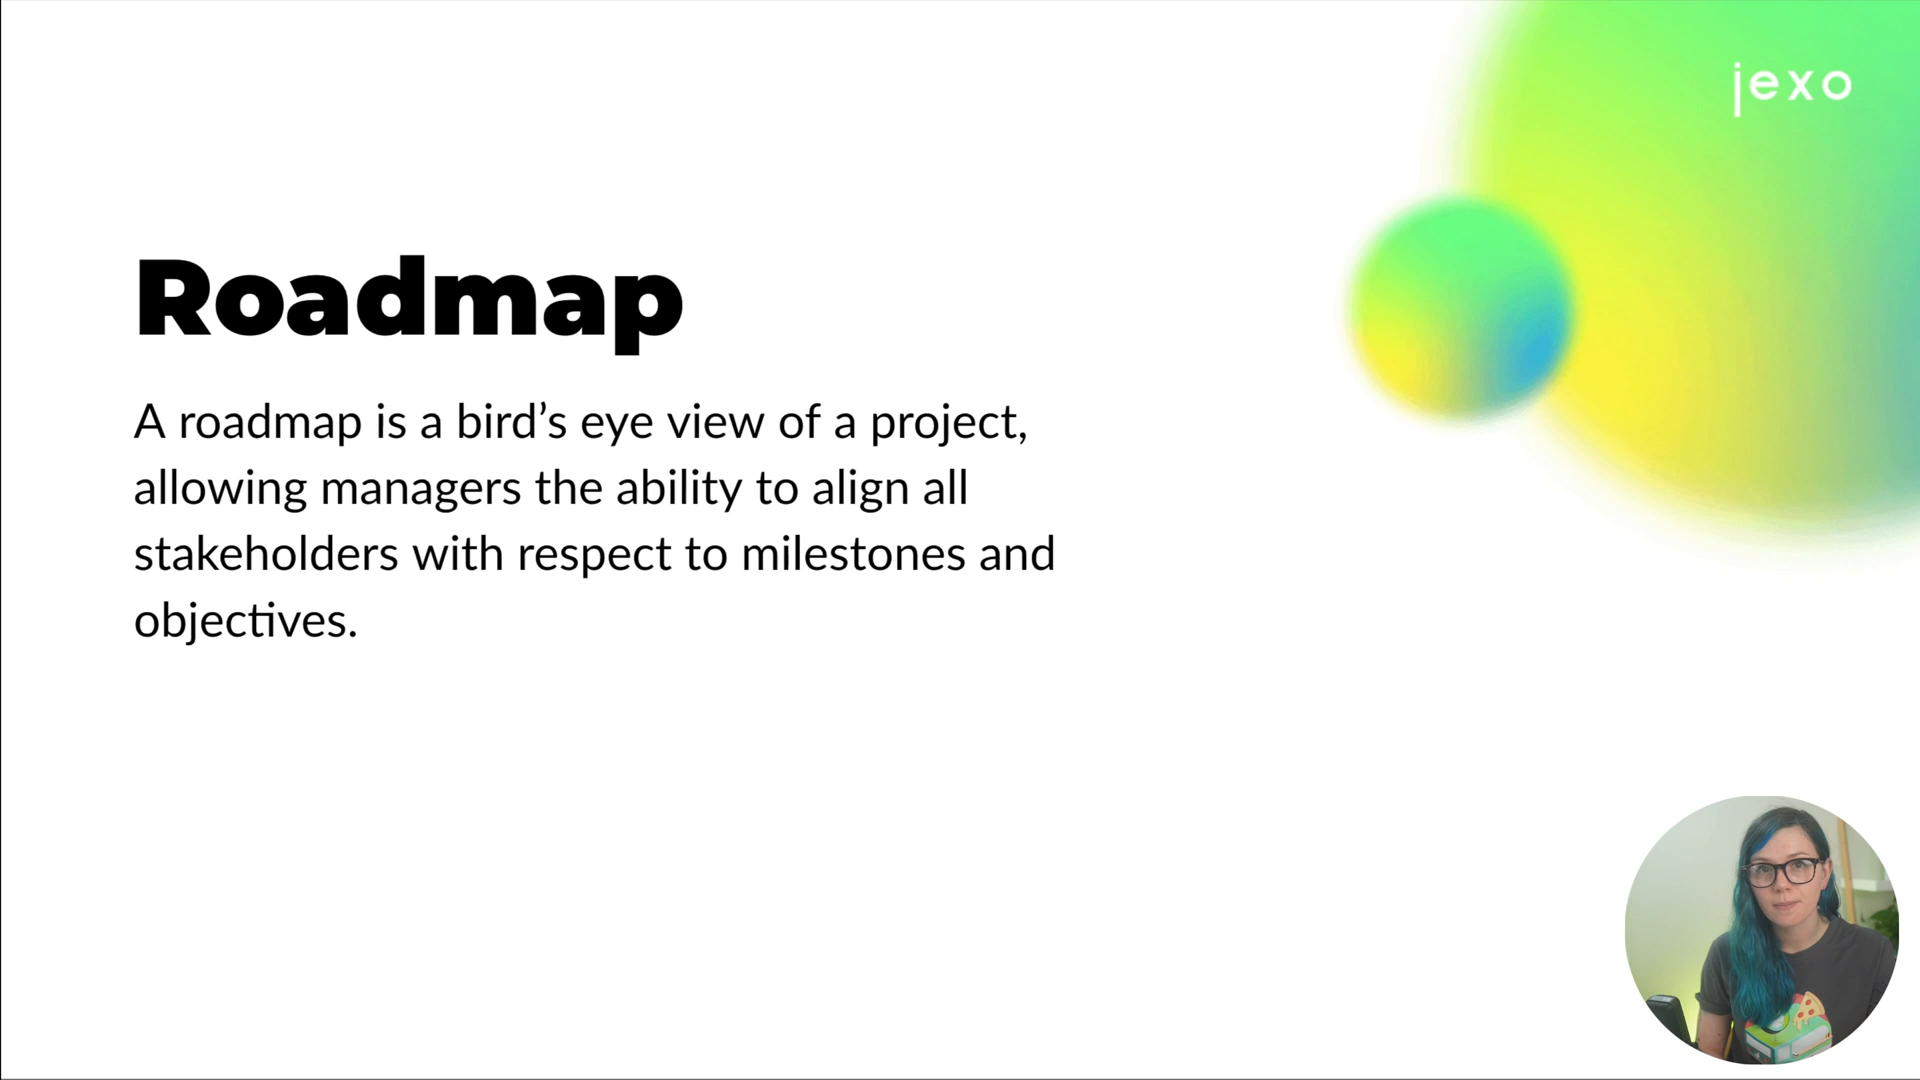 jexo
Roadmap
A roadmap is a bird’s eye view of a project,
allowing managers the ability to align all
stakeholders with respect to milestones and
objectives.